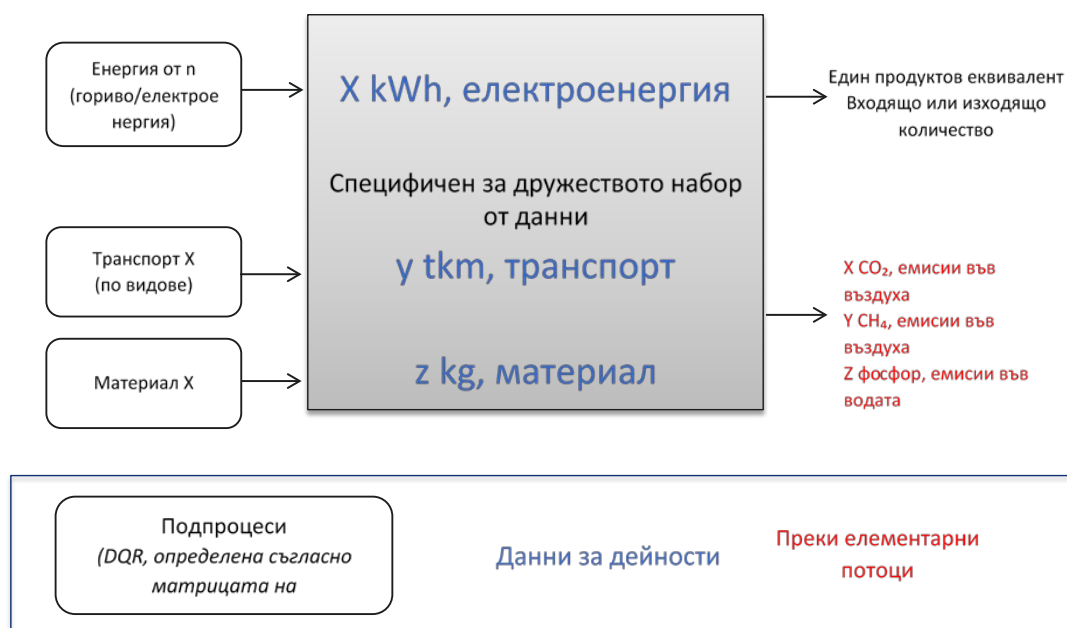 Енергия от n
(гориво/електрое
нергия)
X kWh, електроенергия
Един продуктов еквивалент
Входящо или изходящо
количество
Специфичен за дружеството набор
от данни
Транспорт X
(по видове)
y tkm, транспорт
X CO₂, емисии във
въздуха
Y CH₄, емисии във
въздуха
Z фосфор, емисии във
водата
Материал X
z kg, материал
Подпроцеси
(DQR, определена съгласно
матрицата на
Данни за дейности
Преки елементарни
потоци